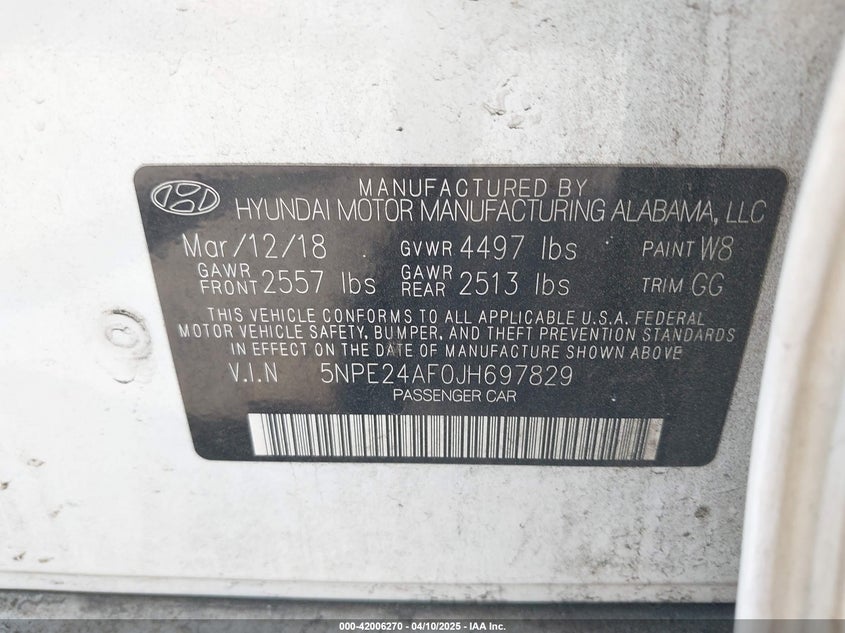 MANUFACTURED BY
HYUNDAI MOTOR MANUFACTURING ALABAMA, LLC
Mar/12/18 GVWR 4497 lbs PAINT W8
GAWR FRONT 2557 lbs GAWR REAR 2513 lbs TRIM GG
THIS VEHICLE CONFORMS TO ALL APPLICABLE U.S.A. FEDERAL
MOTOR VEHICLE SAFETY, BUMPER, AND THEFT PREVENTION STANDARDS
IN EFFECT ON THE DATE OF MANUFACTURE SHOWN ABOVE
V.I.N 5NPE24AF0JH697829
PASSENGER CAR
000-42006270 - 04/10/2025 - IAA Inc.